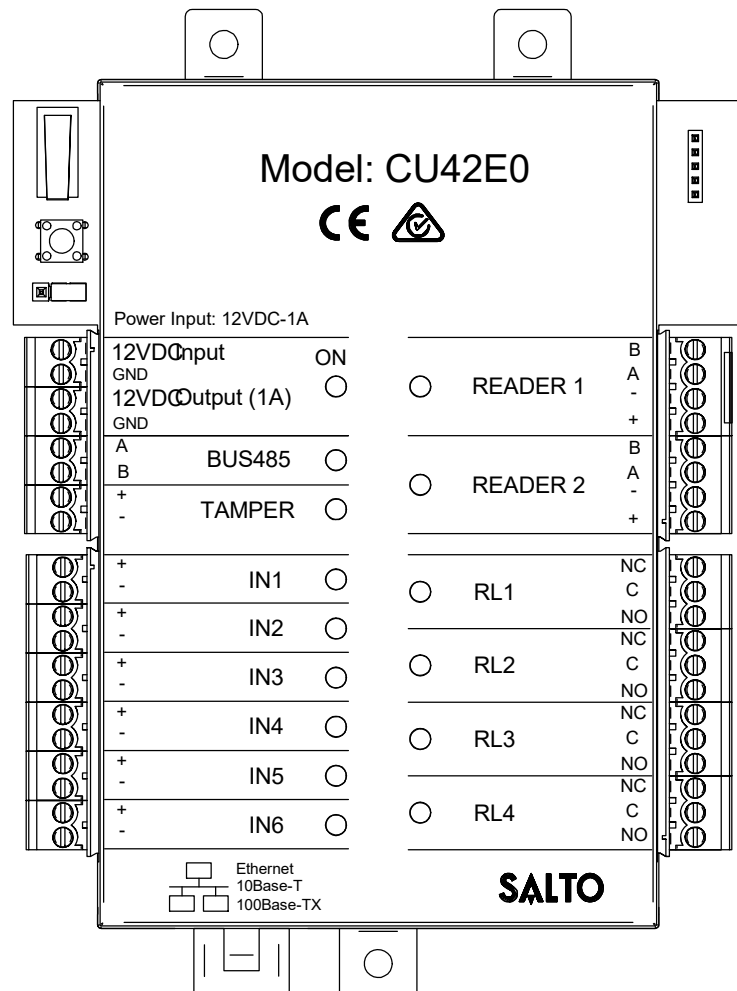 Model: CU42E0
CE
Power Input: 12VDC-1A
12VDC Input ON
GND
12VDC Output (1A)
GND
A
B
BUS485
+
-
TAMPER
B
A
-
+
READER 1
B
A
-
+
READER 2
+
-
IN1
+
-
IN2
+
-
IN3
+
-
IN4
+
-
IN5
+
-
IN6
RL1
NC
C
NO
RL2
NC
C
NO
RL3
NC
C
NO
RL4
NC
C
NO
Ethernet
10Base-T
100Base-TX
SALTO